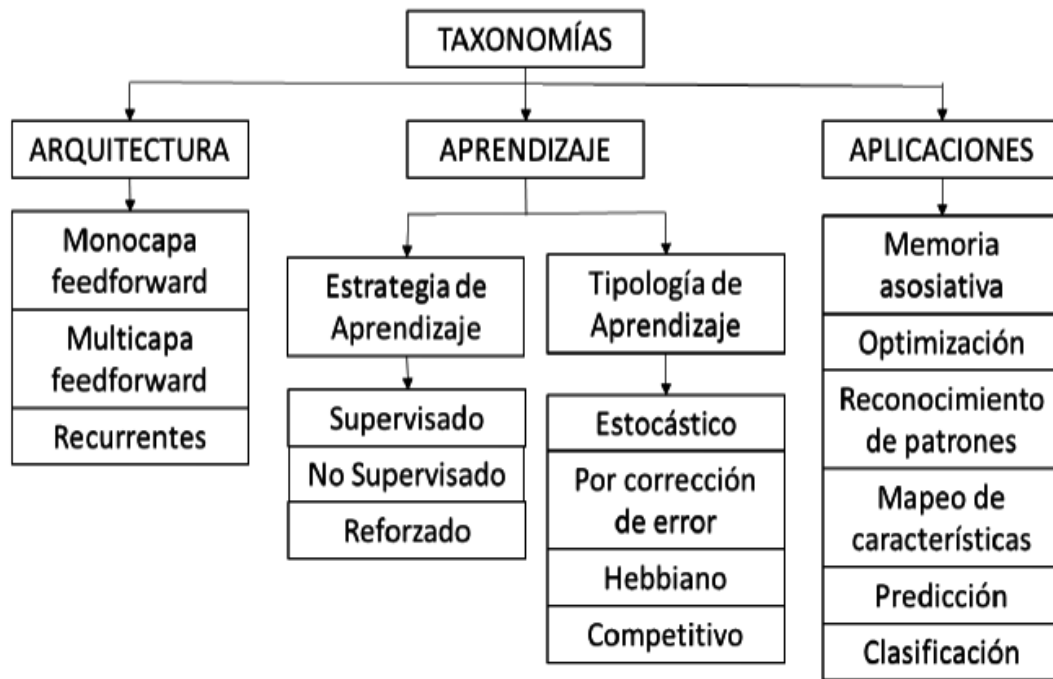 TAXONOMÍAS
ARQUITECTURA
Monocapa
feedforward
Multicapa
feedforward
Recurrentes
APRENDIZAJE
Estrategia de
Aprendizaje
Supervisado
No Supervisado
Reforzado
Tipología de
Aprendizaje
Estocástico
Por corrección
de error
Hebbiano
Competitivo
APLICACIONES
Memoria
asosiativa
Optimización
Reconocimiento
de patrones
Mapeo de
características
Predicción
Clasificación